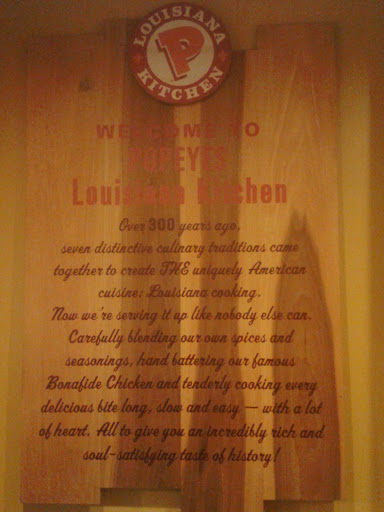 LOUISIANA
P
KITCHEN
WELCOME TO
POPEYES
Louisiana Kitchen
Over 300 years ago,
seven distinctive culinary traditions came
together to create THE uniquely American
cuisine: Louisiana cooking.
Now we're serving it up like nobody else can.
Carefully blending our own spices and
seasonings, hand battering our famous
Bonafide Chicken and tenderly cooking every
delicious bite long, slow and easy — with a lot
of heart. All to give you an incredibly rich and
soul-satisfying taste of history!